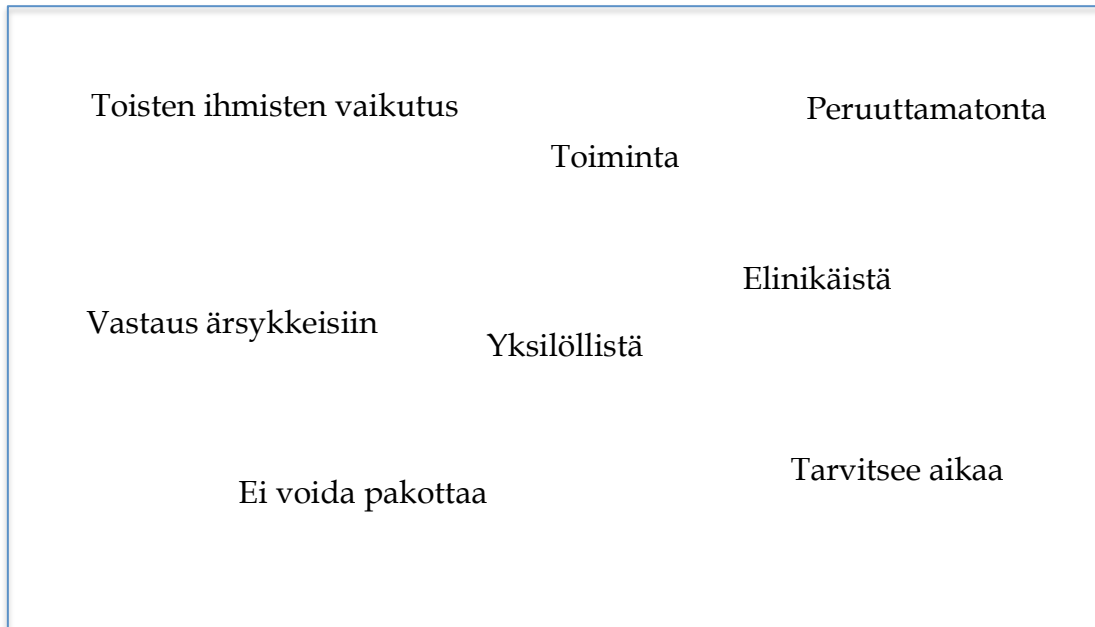 Toisten ihmisten vaikutus
Peruuttamatonta
Toiminta
Elinikäistä
Vastaus ärsykkeisiin
Yksilöllistä
Tarvitsee aikaa
Ei voida pakottaa